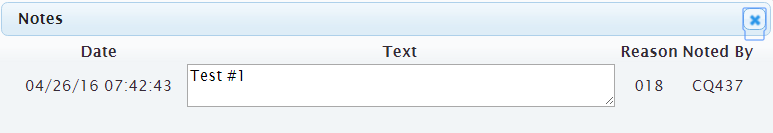 Notes
Date Text Reason Noted By
04/26/16 07:42:43 Test #1 018 CQ437